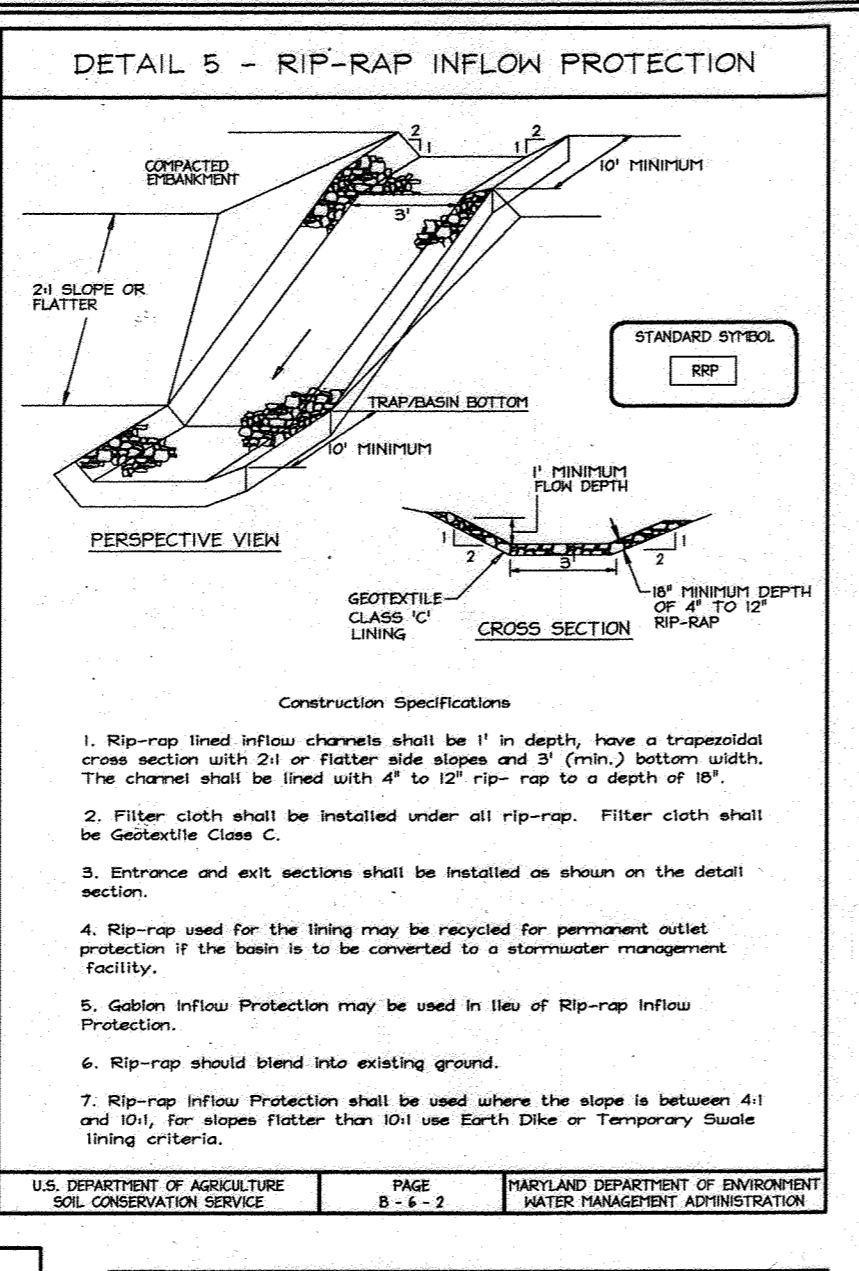 DETAIL 5 - RIP-RAP INFLOW PROTECTION
2
1
1
2
COMPACTED
EMBANKMENT
10' MINIMUM
3'
2:1 SLOPE OR
FLATTER
STANDARD SYMBOL
RRP
TRAP/BASIN BOTTOM
10' MINIMUM
1' MINIMUM
FLOW DEPTH
PERSPECTIVE VIEW
1
2
3'
2
1
GEOTEXTILE
CLASS 'C'
LINING
18" MINIMUM DEPTH
OF 4" TO 12"
RIP-RAP
CROSS SECTION
Construction Specifications
1. Rip-rap lined inflow channels shall be 1' in depth, have a trapezoidal
cross section with 2:1 or flatter side slopes and 3' (min.) bottom width.
The channel shall be lined with 4" to 12" rip- rap to a depth of 18".
2. Filter cloth shall be installed under all rip-rap. Filter cloth shall
be Geotextile Class C.
3. Entrance and exit sections shall be installed as shown on the detail
section.
4. Rip-rap used for the lining may be recycled for permanent outlet
protection if the basin is to be converted to a stormwater management
facility.
5. Gabion Inflow Protection may be used in lieu of Rip-rap Inflow
Protection.
6. Rip-rap should blend into existing ground.
7. Rip-rap Inflow Protection shall be used where the slope is between 4:1
and 10:1, for slopes flatter than 10:1 use Earth Dike or Temporary Swale
lining criteria.
U.S. DEPARTMENT OF AGRICULTURE
SOIL CONSERVATION SERVICE
PAGE
B - 6 - 2
MARYLAND DEPARTMENT OF ENVIRONMENT
WATER MANAGEMENT ADMINISTRATION